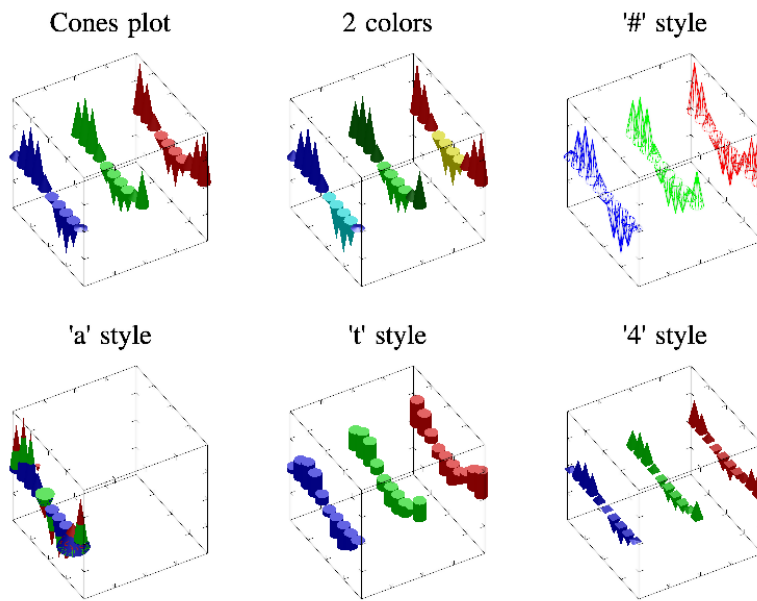 Cones plot
2 colors
'#' style
'a' style
't' style
'4' style